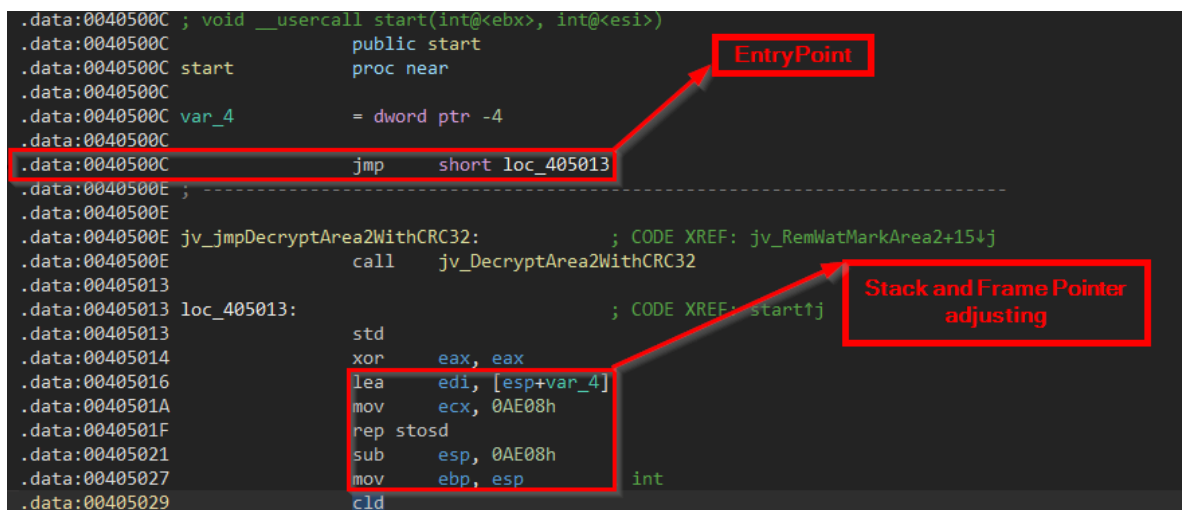 .data:0040500C ; void __usercall start(int@<ebx>, int@<esi>)
.data:0040500C public start
EntryPoint
.data:0040500C start proc near
.data:0040500C
.data:0040500C var_4 = dword ptr -4
.data:0040500C
.data:0040500C jmp short loc_405013
.data:0040500E ; ---------------------------------------------------------------------------
.data:0040500E
.data:0040500E jv_jmpDecryptArea2WithCRC32: ; CODE XREF: jv_RemWatMarkArea2+15↓j
.data:0040500E call jv_DecryptArea2WithCRC32
.data:00405013
Stack and Frame Pointer
adjusting
.data:00405013 loc_405013: ; CODE XREF: start↑j
.data:00405013 std
.data:00405014 xor eax, eax
.data:00405016 lea edi, [esp+var_4]
.data:0040501A mov ecx, 0AE08h
.data:0040501F rep stosd
.data:00405021 sub esp, 0AE08h
.data:00405027 mov ebp, esp int
.data:00405029 cld